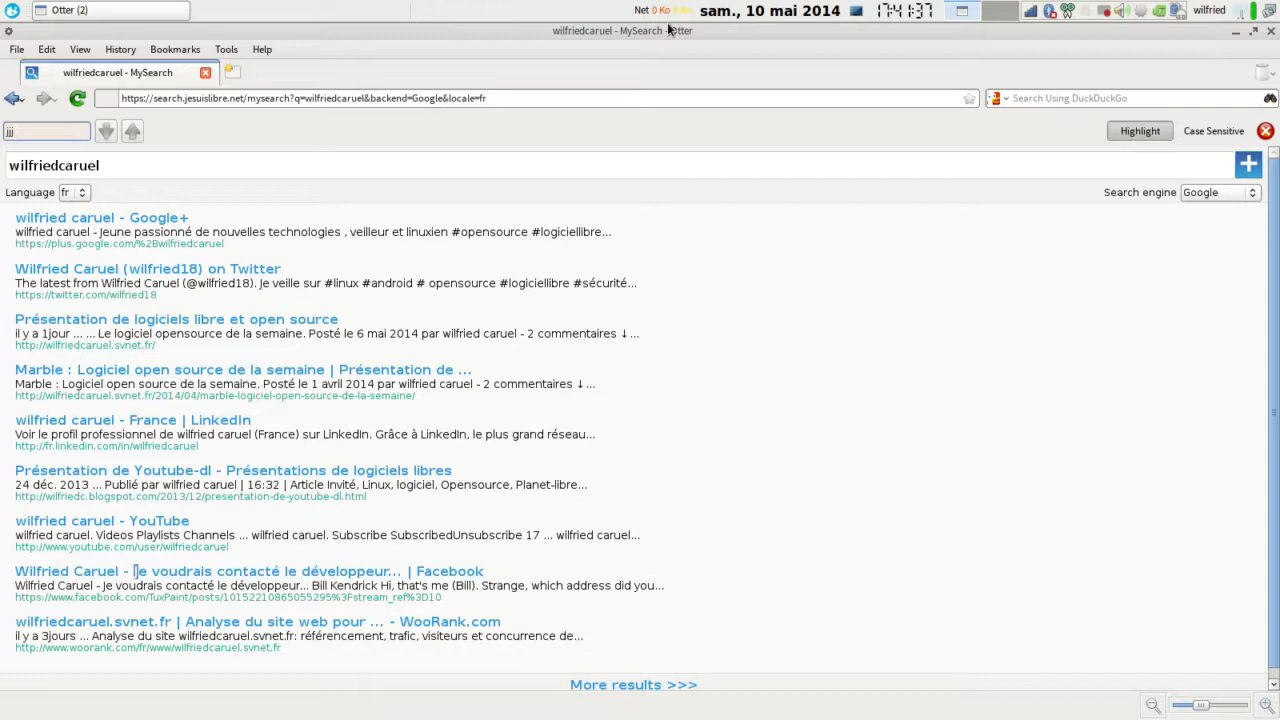 Otter (2)
Net 0 Ko
sam., 10 mai 2014
17:41:37
wilfried
wilfriedcaruel - MySearch - Otter
File Edit View History Bookmarks Tools Help
wilfriedcaruel - MySearch
https://search.jesuislibre.net/mysearch?q=wilfriedcaruel&backend=Google&locale=fr
Search Using DuckDuckGo
jjj
Highlight
Case Sensitive
wilfriedcaruel
Language fr
Search engine Google
wilfried caruel - Google+
wilfried caruel - Jeune passionné de nouvelles technologies , veilleur et linuxien #opensource #logiciellibre...
https://plus.google.com/%2Bwilfriedcaruel
Wilfried Caruel (wilfried18) on Twitter
The latest from Wilfried Caruel (@wilfried18). Je veille sur #linux #android # opensource #logiciellibre #sécurité...
https://twitter.com/wilfried18
Présentation de logiciels libre et open source
il y a 1jour ... ... Le logiciel opensource de la semaine. Posté le 6 mai 2014 par wilfried caruel - 2 commentaires ↓...
http://wilfriedcaruel.svnet.fr/
Marble : Logiciel open source de la semaine | Présentation de ...
Marble : Logiciel open source de la semaine. Posté le 1 avril 2014 par wilfried caruel - 2 commentaires ↓...
http://wilfriedcaruel.svnet.fr/2014/04/marble-logiciel-open-source-de-la-semaine/
wilfried caruel - France | LinkedIn
Voir le profil professionnel de wilfried caruel (France) sur LinkedIn. Grâce à LinkedIn, le plus grand réseau...
http://fr.linkedin.com/in/wilfriedcaruel
Présentation de Youtube-dl - Présentations de logiciels libres
24 déc. 2013 ... Publié par wilfried caruel | 16:32 | Article Invité, Linux, logiciel, Opensource, Planet-libre...
http://wilfriedc.blogspot.com/2013/12/presentation-de-youtube-dl.html
wilfried caruel - YouTube
wilfried caruel. Videos Playlists Channels ... wilfried caruel. Subscribe SubscribedUnsubscribe 17 ... wilfried caruel...
http://www.youtube.com/user/wilfriedcaruel
Wilfried Caruel - Je voudrais contacté le développeur... | Facebook
Wilfried Caruel - Je voudrais contacté le développeur... Bill Kendrick Hi, that's me (Bill). Strange, which address did you...
https://www.facebook.com/TuxPaint/posts/10152210865055295%3Fstream_ref%3D10
wilfriedcaruel.svnet.fr | Analyse du site web pour ... - WooRank.com
il y a 3jours ... Analyse du site wilfriedcaruel.svnet.fr: référencement, trafic, visiteurs et concurrence de...
http://www.woorank.com/fr/www/wilfriedcaruel.svnet.fr
More results >>>